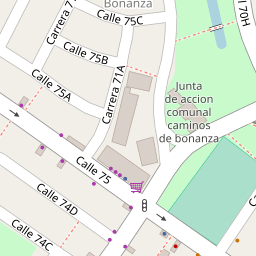 Bonanza
Calle 75C
Carrera 71
Calle 75B
Carrera 71A
Calle 75A
70H
Junta
de accion
comunal
caminos
de bonanza
Calle 75
Calle 74D
Calle 74C